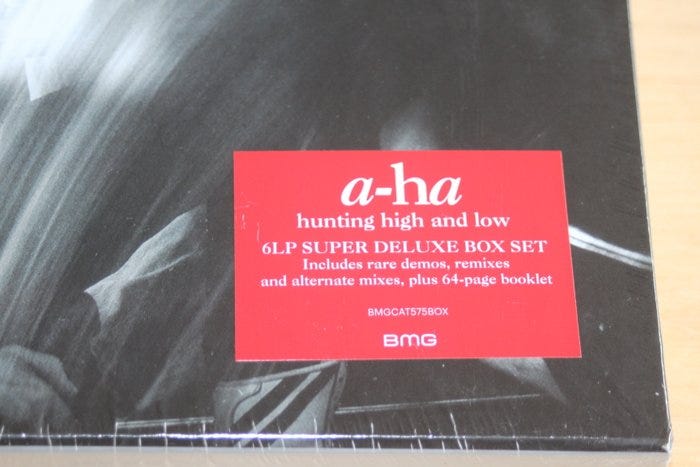 a-ha
hunting high and low
6LP SUPER DELUXE BOX SET
Includes rare demos, remixes
and alternate mixes, plus 64-page booklet
BMGCAT575BOX
BMG